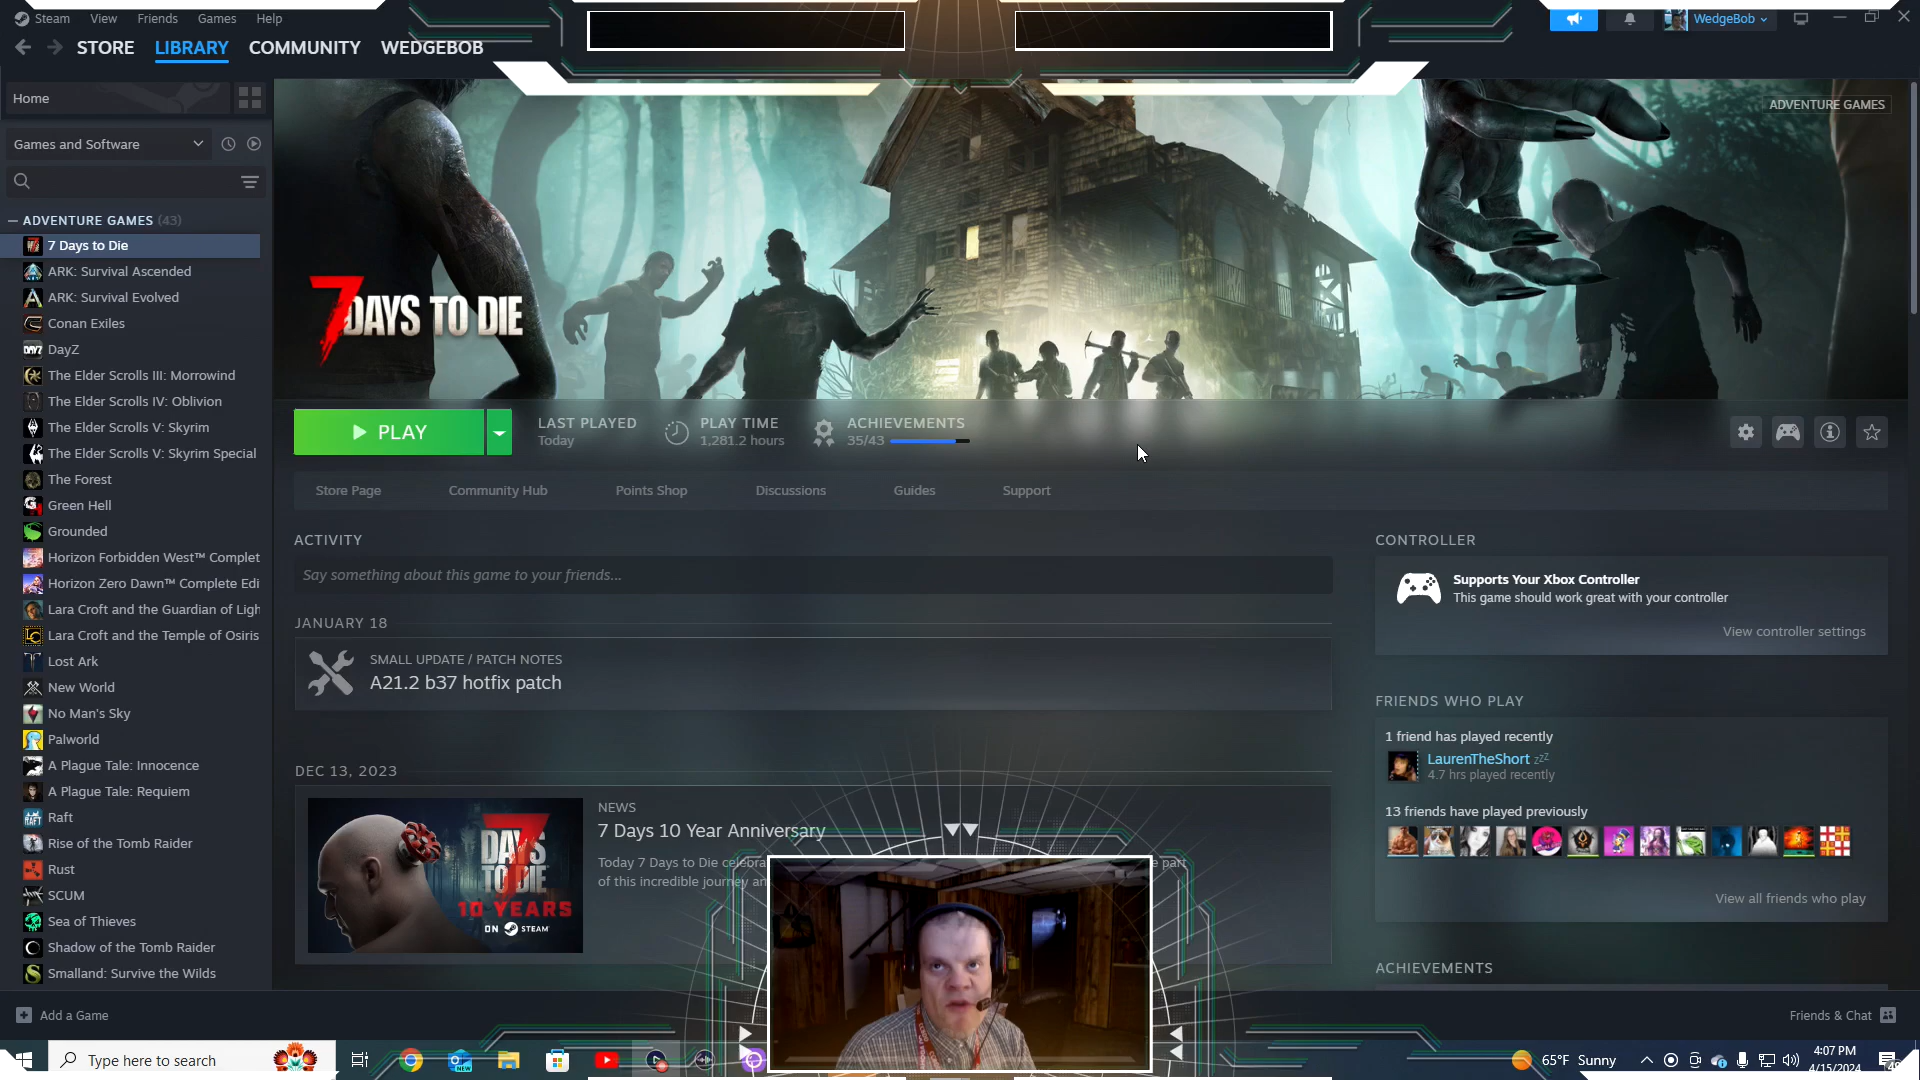 Steam View Friends Games Help
WedgeBob
STORE LIBRARY COMMUNITY WEDGEBOB
Home
Games and Software
ADVENTURE GAMES (43)
7 Days to Die
ARK: Survival Ascended
ARK: Survival Evolved
Conan Exiles
DayZ
The Elder Scrolls III: Morrowind
The Elder Scrolls IV: Oblivion
The Elder Scrolls V: Skyrim
The Elder Scrolls V: Skyrim Special
The Forest
Green Hell
Grounded
Horizon Forbidden West™ Complet
Horizon Zero Dawn™ Complete Edi
Lara Croft and the Guardian of Ligh
Lara Croft and the Temple of Osiris
Lost Ark
New World
No Man's Sky
Palworld
A Plague Tale: Innocence
A Plague Tale: Requiem
Raft
Rise of the Tomb Raider
Rust
SCUM
Sea of Thieves
Shadow of the Tomb Raider
Smalland: Survive the Wilds
Add a Game
ADVENTURE GAMES
7 DAYS TO DIE
PLAY
LAST PLAYED
Today
PLAY TIME
1,281.2 hours
ACHIEVEMENTS
35/43
Store Page Community Hub Points Shop Discussions Guides Support
ACTIVITY
Say something about this game to your friends...
JANUARY 18
SMALL UPDATE / PATCH NOTES
A21.2 b37 hotfix patch
DEC 13, 2023
7 DAYS TO DIE
10 YEARS
ON STEAM
NEWS
7 Days 10 Year Anniversary
Today 7 Days to Die celebra e part
of this incredible journey an
CONTROLLER
Supports Your Xbox Controller
This game should work great with your controller
View controller settings
FRIENDS WHO PLAY
1 friend has played recently
LaurenTheShort zzz
4.7 hrs played recently
13 friends have played previously
View all friends who play
ACHIEVEMENTS
Friends & Chat
Type here to search
65°F Sunny
4:07 PM
4/15/2024